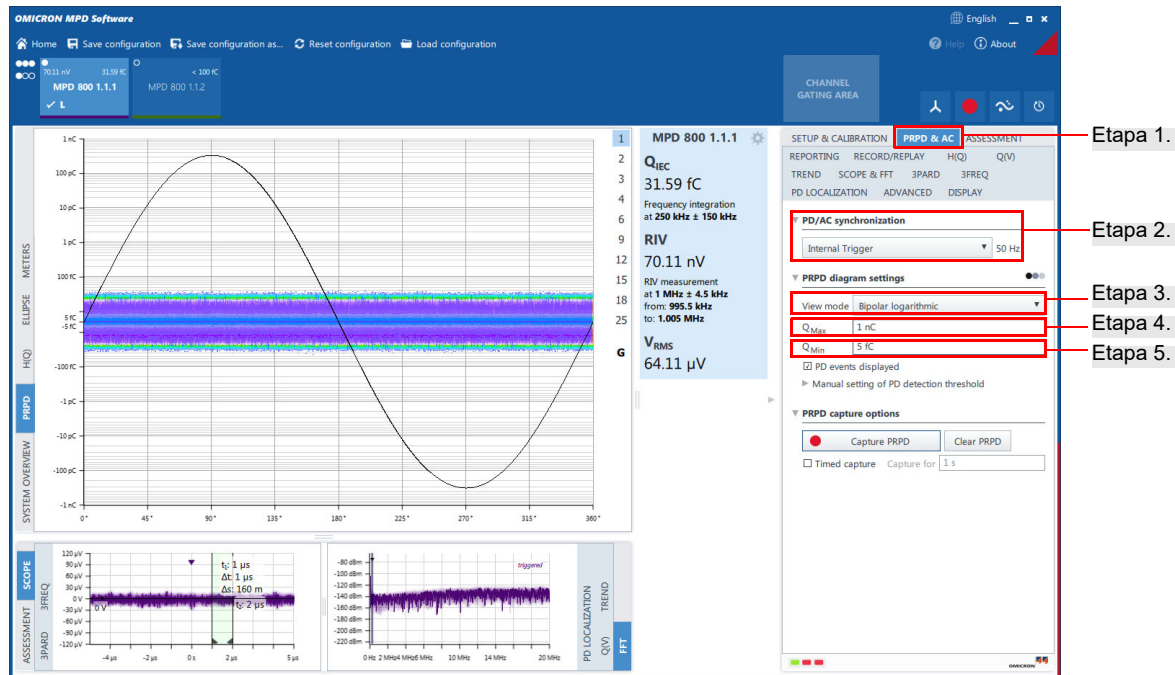 OMICRON MPD Software
English
Home Save configuration Save configuration as... Reset configuration Load configuration
Help About
70.11 nV 31.59 fC
MPD 800 1.1.1
L
< 100 fC
MPD 800 1.1.2
CHANNEL
GATING AREA
METERS
ELLIPSE
H(Q)
PRPD
SYSTEM OVERVIEW
1 nC
100 pC
10 pC
1 pC
100 fC
5 fC
-5 fC
-100 fC
-1 pC
-10 pC
-100 pC
-1 nC
0° 45° 90° 135° 180° 225° 270° 315° 360°
1
2
3
4
6
9
12
15
18
25
G
MPD 800 1.1.1
QIEC
31.59 fC
Frequency integration
at 250 kHz ± 150 kHz
RIV
70.11 nV
RIV measurement
at 1 MHz ± 4.5 kHz
from: 995.5 kHz
to: 1.005 MHz
VRMS
64.11 µV
SETUP & CALIBRATION PRPD & AC ASSESSMENT
REPORTING RECORD/REPLAY H(Q) Q(V)
TREND SCOPE & FFT 3PARD 3FREQ
PD LOCALIZATION ADVANCED DISPLAY
PD/AC synchronization
Internal Trigger 50 Hz
PRPD diagram settings
View mode Bipolar logarithmic
QMax 1 nC
QMin 5 fC
PD events displayed
Manual setting of PD detection threshold
PRPD capture options
Capture PRPD Clear PRPD
Timed capture Capture for 1 s
Etapa 1.
Etapa 2.
Etapa 3.
Etapa 4.
Etapa 5.
SCOPE
ASSESSMENT
3FREQ
3PARD
120 µV
90 µV
60 µV
30 µV
0 V
-30 µV
-60 µV
-90 µV
-120 µV
0 V
t₁: 1 µs
Δt: 1 µs
Δs: 160 m
t₂: 2 µs
-4 µs -2 µs 0 s 2 µs 5 µs
-80 dBm
-100 dBm
-120 dBm
-140 dBm
-160 dBm
-180 dBm
-200 dBm
-220 dBm
triggered
0 Hz 2 MHz 4 MHz 6 MHz 10 MHz 14 MHz 20 MHz
PD LOCALIZATION
TREND
Q(V)
FFT
OMICRON